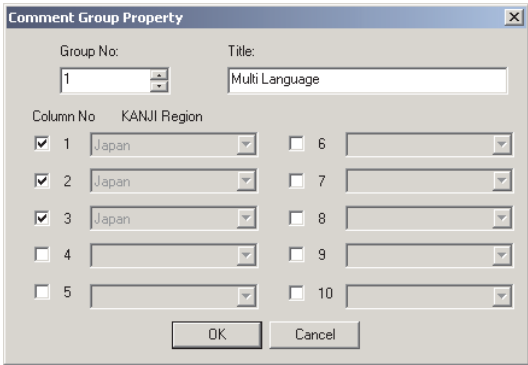 Comment Group Property
Group No:
Title:
1
Multi Language
Column No
KANJI Region
1 Japan
2 Japan
3 Japan
4
5
6
7
8
9
10
OK
Cancel